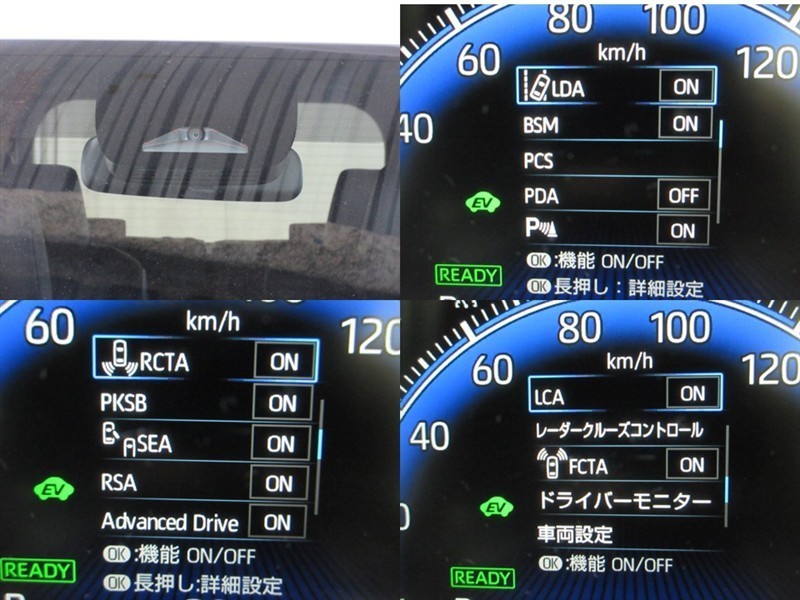 60
80
100
120
40
km/h
LDA ON
BSM ON
PCS
PDA OFF
P ON
EV
READY
OK :機能 ON/OFF
OK 長押し：詳細設定
60
120
km/h
RCTA ON
PKSB ON
SEA ON
RSA ON
Advanced Drive ON
EV
READY
OK :機能 ON/OFF
OK 長押し:詳細設定
60
80
100
120
40
km/h
LCA ON
レーダークルーズコントロール
FCTA ON
ドライバーモニター
車両設定
EV
READY
OK :機能 ON/OFF